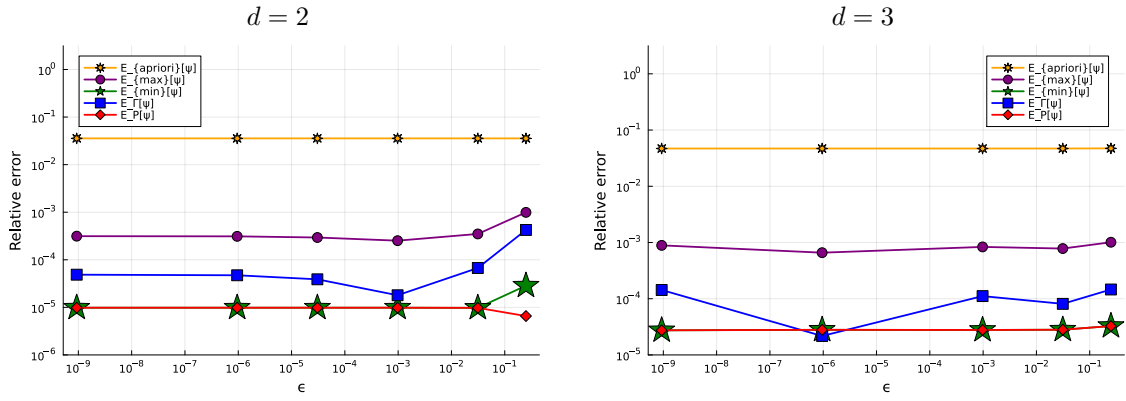 d = 2
d = 3
E_{apriori}[ψ]
E_{max}[ψ]
E_{min}[ψ]
E_Γ[ψ]
E_P[ψ]
10⁰
10⁻¹
10⁻²
10⁻³
10⁻⁴
10⁻⁵
10⁻⁶
Relative error
10⁻⁹ 10⁻⁸ 10⁻⁷ 10⁻⁶ 10⁻⁵ 10⁻⁴ 10⁻³ 10⁻² 10⁻¹
ϵ
E_{apriori}[ψ]
E_{max}[ψ]
E_{min}[ψ]
E_Γ[ψ]
E_P[ψ]
10⁰
10⁻¹
10⁻²
10⁻³
10⁻⁴
10⁻⁵
Relative error
10⁻⁹ 10⁻⁸ 10⁻⁷ 10⁻⁶ 10⁻⁵ 10⁻⁴ 10⁻³ 10⁻² 10⁻¹
ϵ